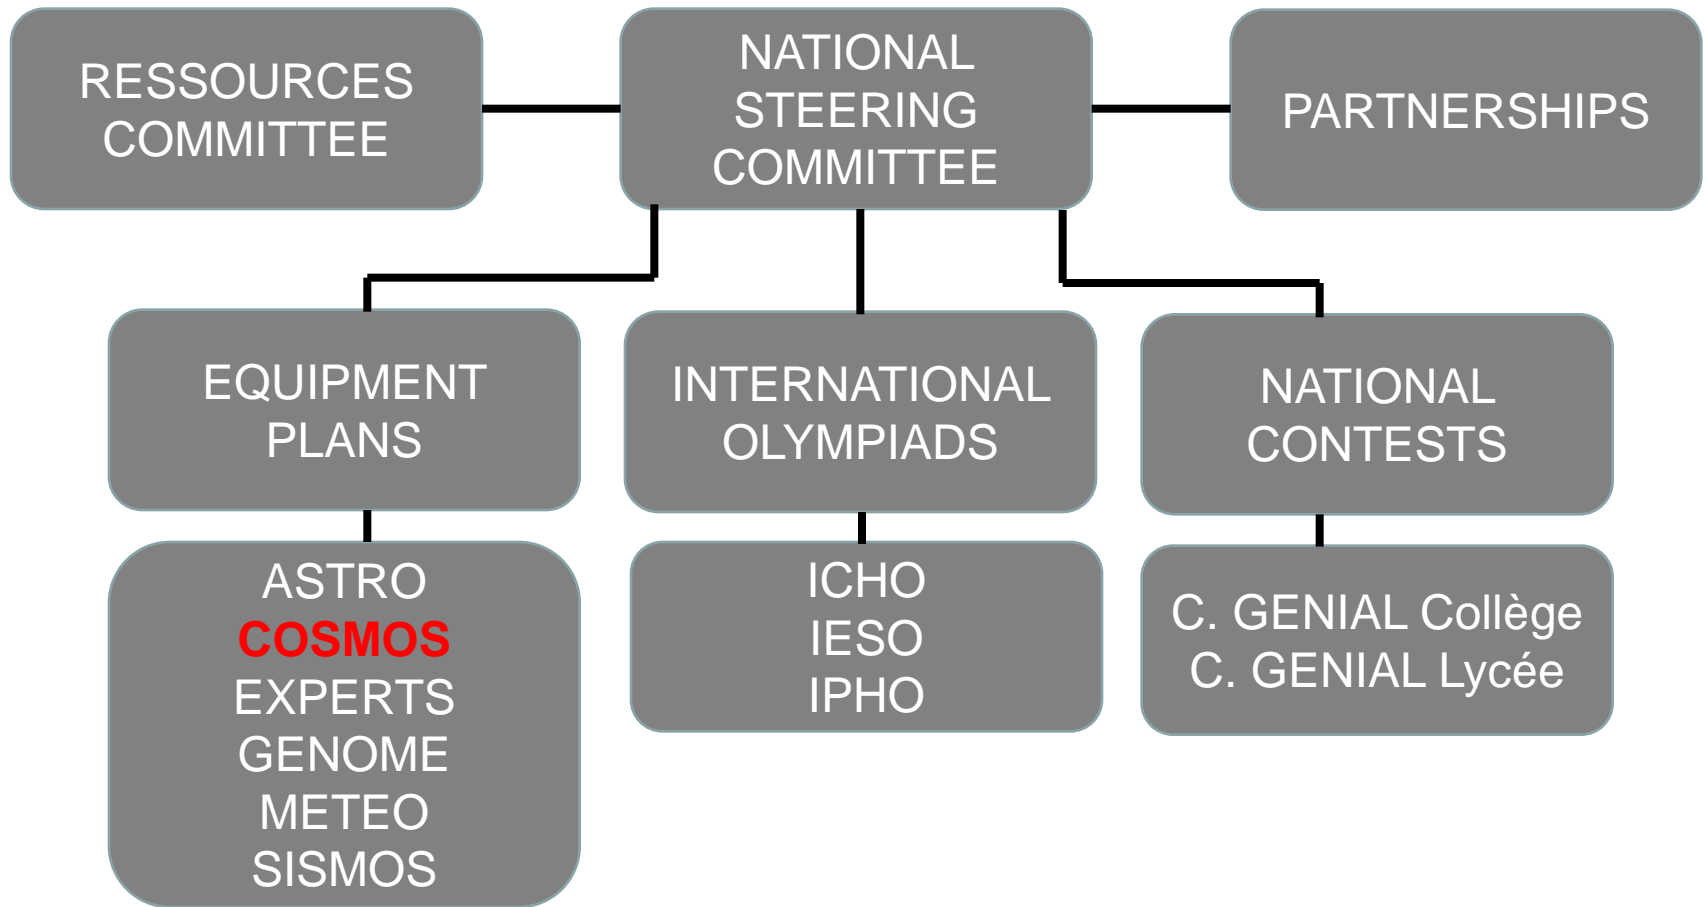 RESSOURCES
COMMITTEE
NATIONAL
STEERING
COMMITTEE
PARTNERSHIPS
EQUIPMENT
PLANS
INTERNATIONAL
OLYMPIADS
NATIONAL
CONTESTS
ASTRO
COSMOS
EXPERTS
GENOME
METEO
SISMOS
ICHO
IESO
IPHO
C. GENIAL Collège
C. GENIAL Lycée